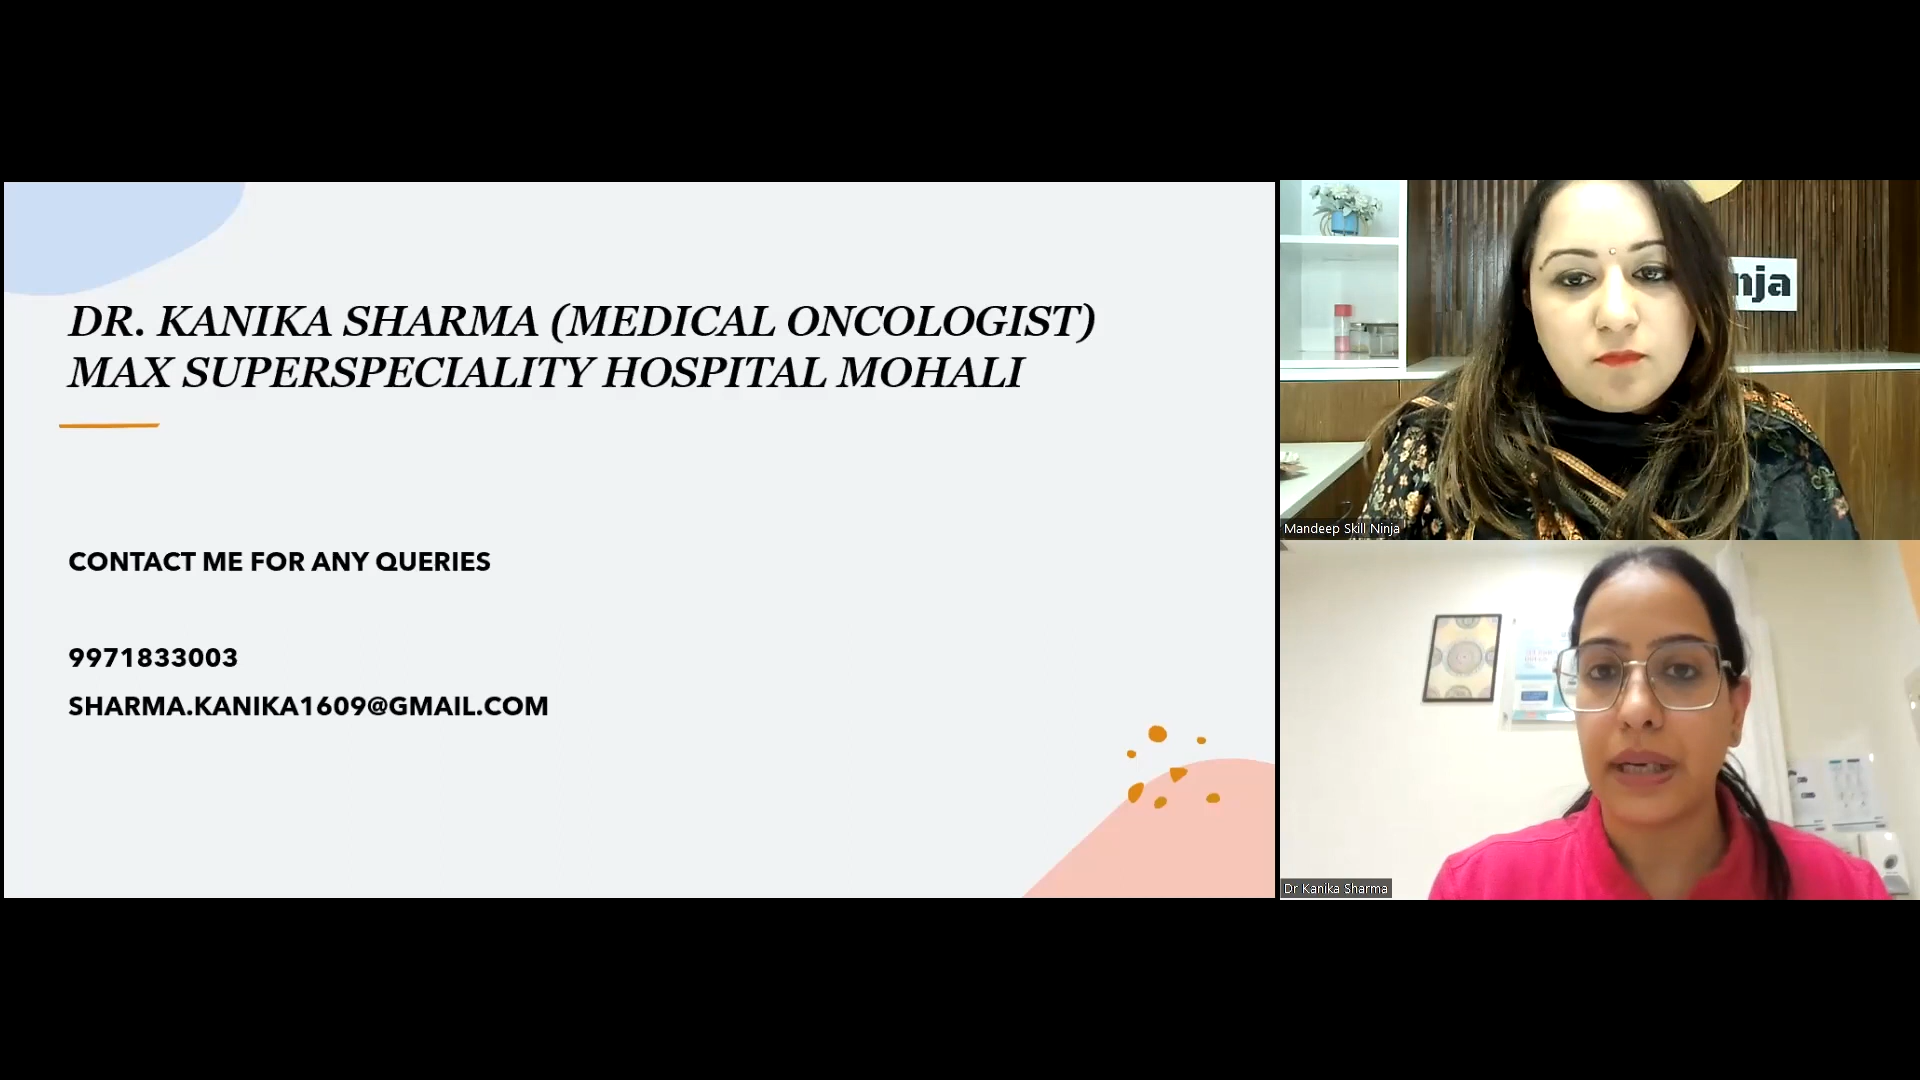 DR. KANIKA SHARMA (MEDICAL ONCOLOGIST)
MAX SUPERSPECIALITY HOSPITAL MOHALI
CONTACT ME FOR ANY QUERIES
9971833003
SHARMA.KANIKA1609@GMAIL.COM
nja
Mandeep Skill Ninja
Dr Kanika Sharma